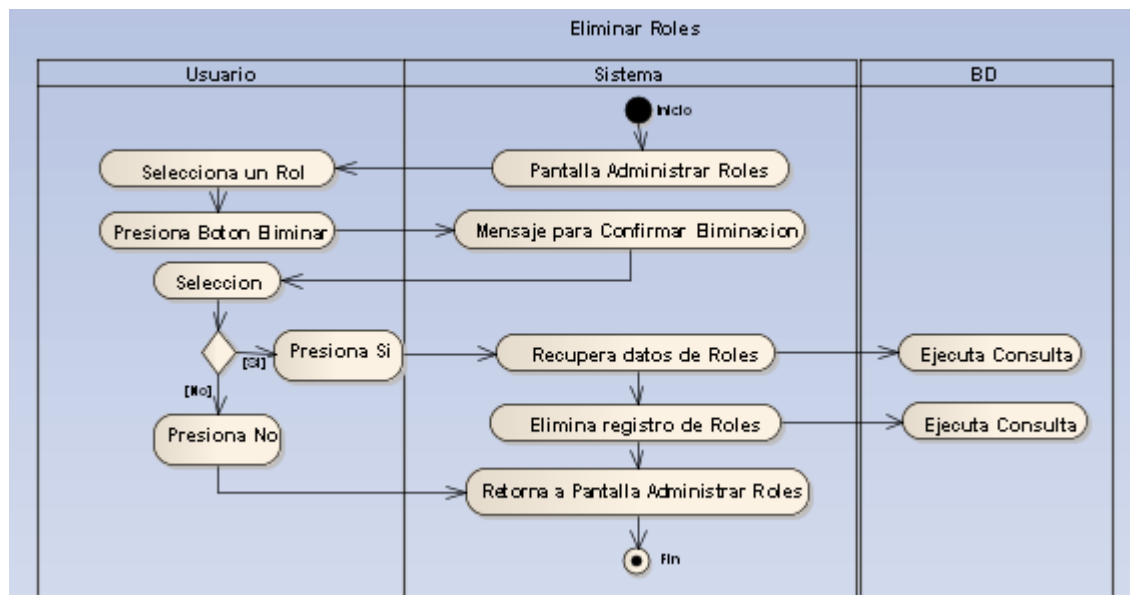 Eliminar Roles
Usuario
Sistema
BD
Inicio
Selecciona un Rol
Pantalla Administrar Roles
Presiona Boton Eliminar
Mensaje para Confirmar Eliminacion
Seleccion
[Si]
Presiona Si
Recupera datos de Roles
Ejecuta Consulta
[No]
Presiona No
Elimina registro de Roles
Ejecuta Consulta
Retorna a Pantalla Administrar Roles
Fin